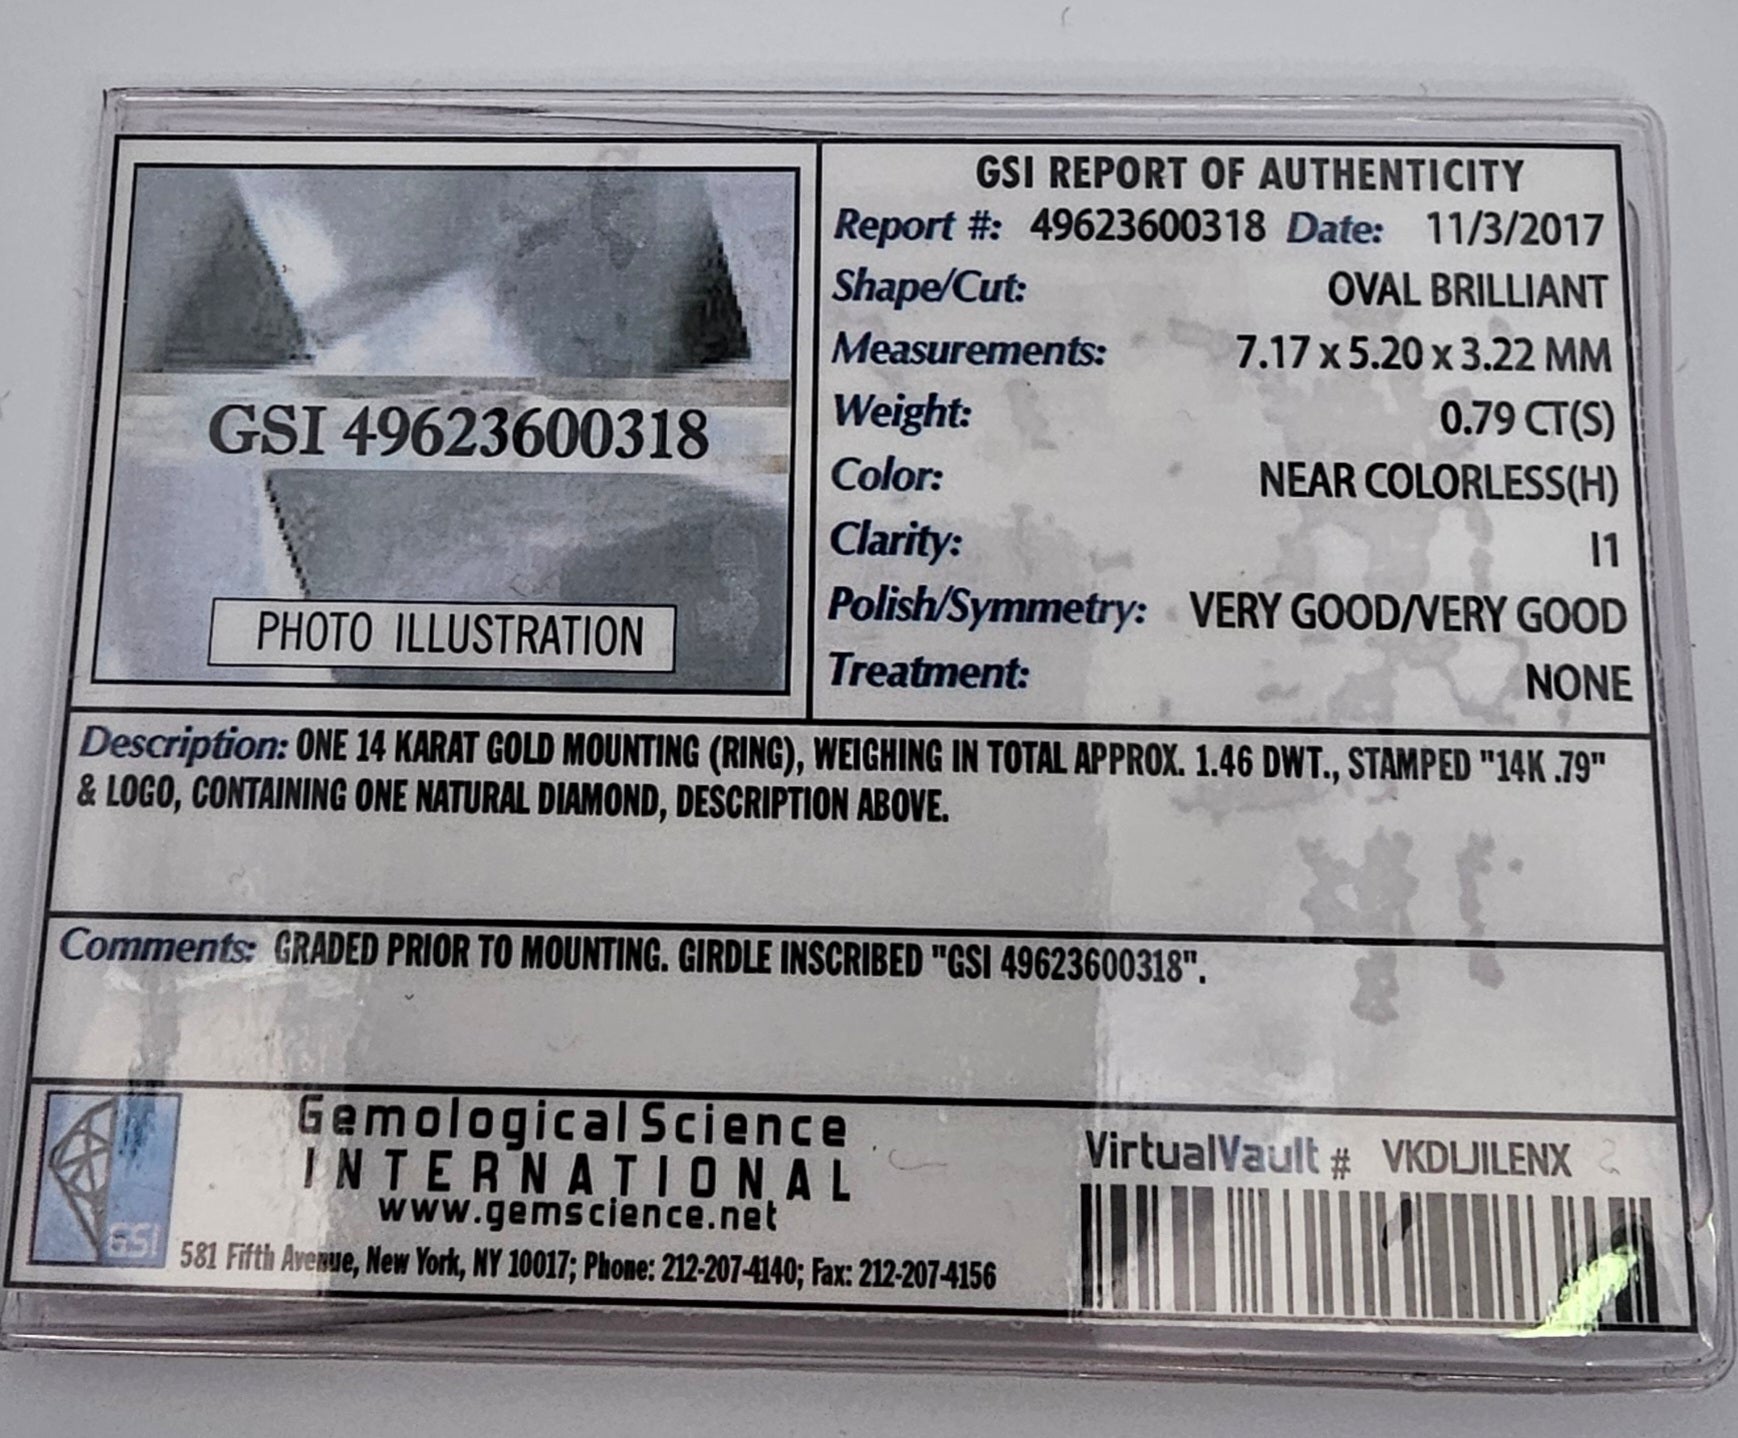 GSI 49623600318
PHOTO ILLUSTRATION
GSI REPORT OF AUTHENTICITY
Report #: 49623600318 Date: 11/3/2017
Shape/Cut: OVAL BRILLIANT
Measurements: 7.17 x 5.20 x 3.22 MM
Weight: 0.79 CT(S)
Color: NEAR COLORLESS(H)
Clarity: I1
Polish/Symmetry: VERY GOOD/VERY GOOD
Treatment: NONE
Description: ONE 14 KARAT GOLD MOUNTING (RING), WEIGHING IN TOTAL APPROX. 1.46 DWT., STAMPED "14K .79"
& LOGO, CONTAINING ONE NATURAL DIAMOND, DESCRIPTION ABOVE.
Comments: GRADED PRIOR TO MOUNTING. GIRDLE INSCRIBED "GSI 49623600318".
GSI
Gemological Science
INTERNATIONAL
www.gemscience.net
581 Fifth Avenue, New York, NY 10017; Phone: 212-207-4140; Fax: 212-207-4156
VirtualVault # VKDLJILENX